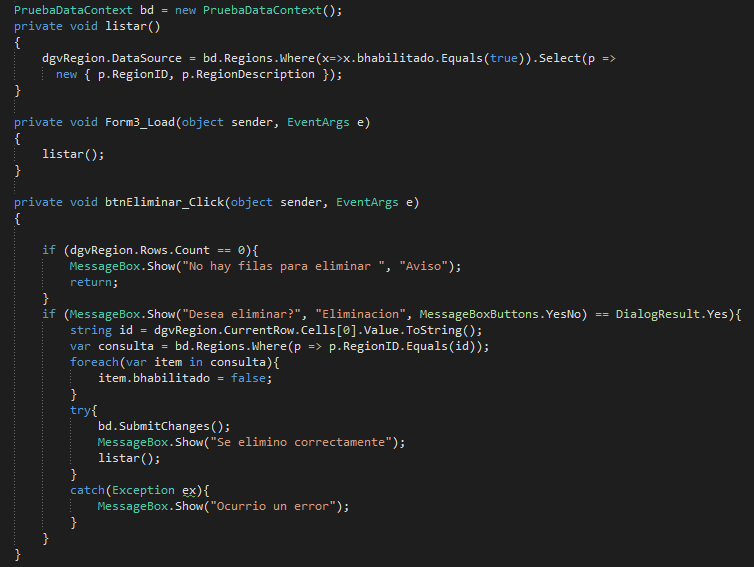 PruebaDataContext bd = new PruebaDataContext();
private void listar()
{
dgvRegion.DataSource = bd.Regions.Where(x=>x.bhabilitado.Equals(true)).Select(p =>
new { p.RegionID, p.RegionDescription });
}
private void Form3_Load(object sender, EventArgs e)
{
listar();
}
private void btnEliminar_Click(object sender, EventArgs e)
{
if (dgvRegion.Rows.Count == 0){
MessageBox.Show("No hay filas para eliminar ", "Aviso");
return;
}
if (MessageBox.Show("Desea eliminar?", "Eliminacion", MessageBoxButtons.YesNo) == DialogResult.Yes){
string id = dgvRegion.CurrentRow.Cells[0].Value.ToString();
var consulta = bd.Regions.Where(p => p.RegionID.Equals(id));
foreach(var item in consulta){
item.bhabilitado = false;
}
try{
bd.SubmitChanges();
MessageBox.Show("Se elimino correctamente");
listar();
}
catch(Exception ex){
MessageBox.Show("Ocurrio un error");
}
}
}